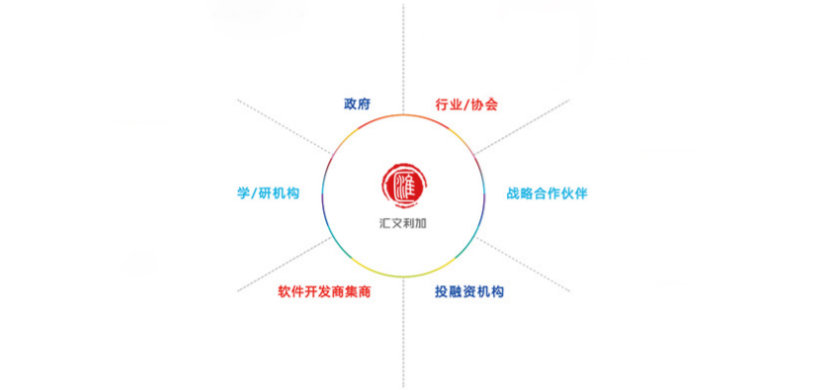 政府
行业/协会
学/研机构
滙
汇文利加
战略合作伙伴
软件开发商集商
投融资机构